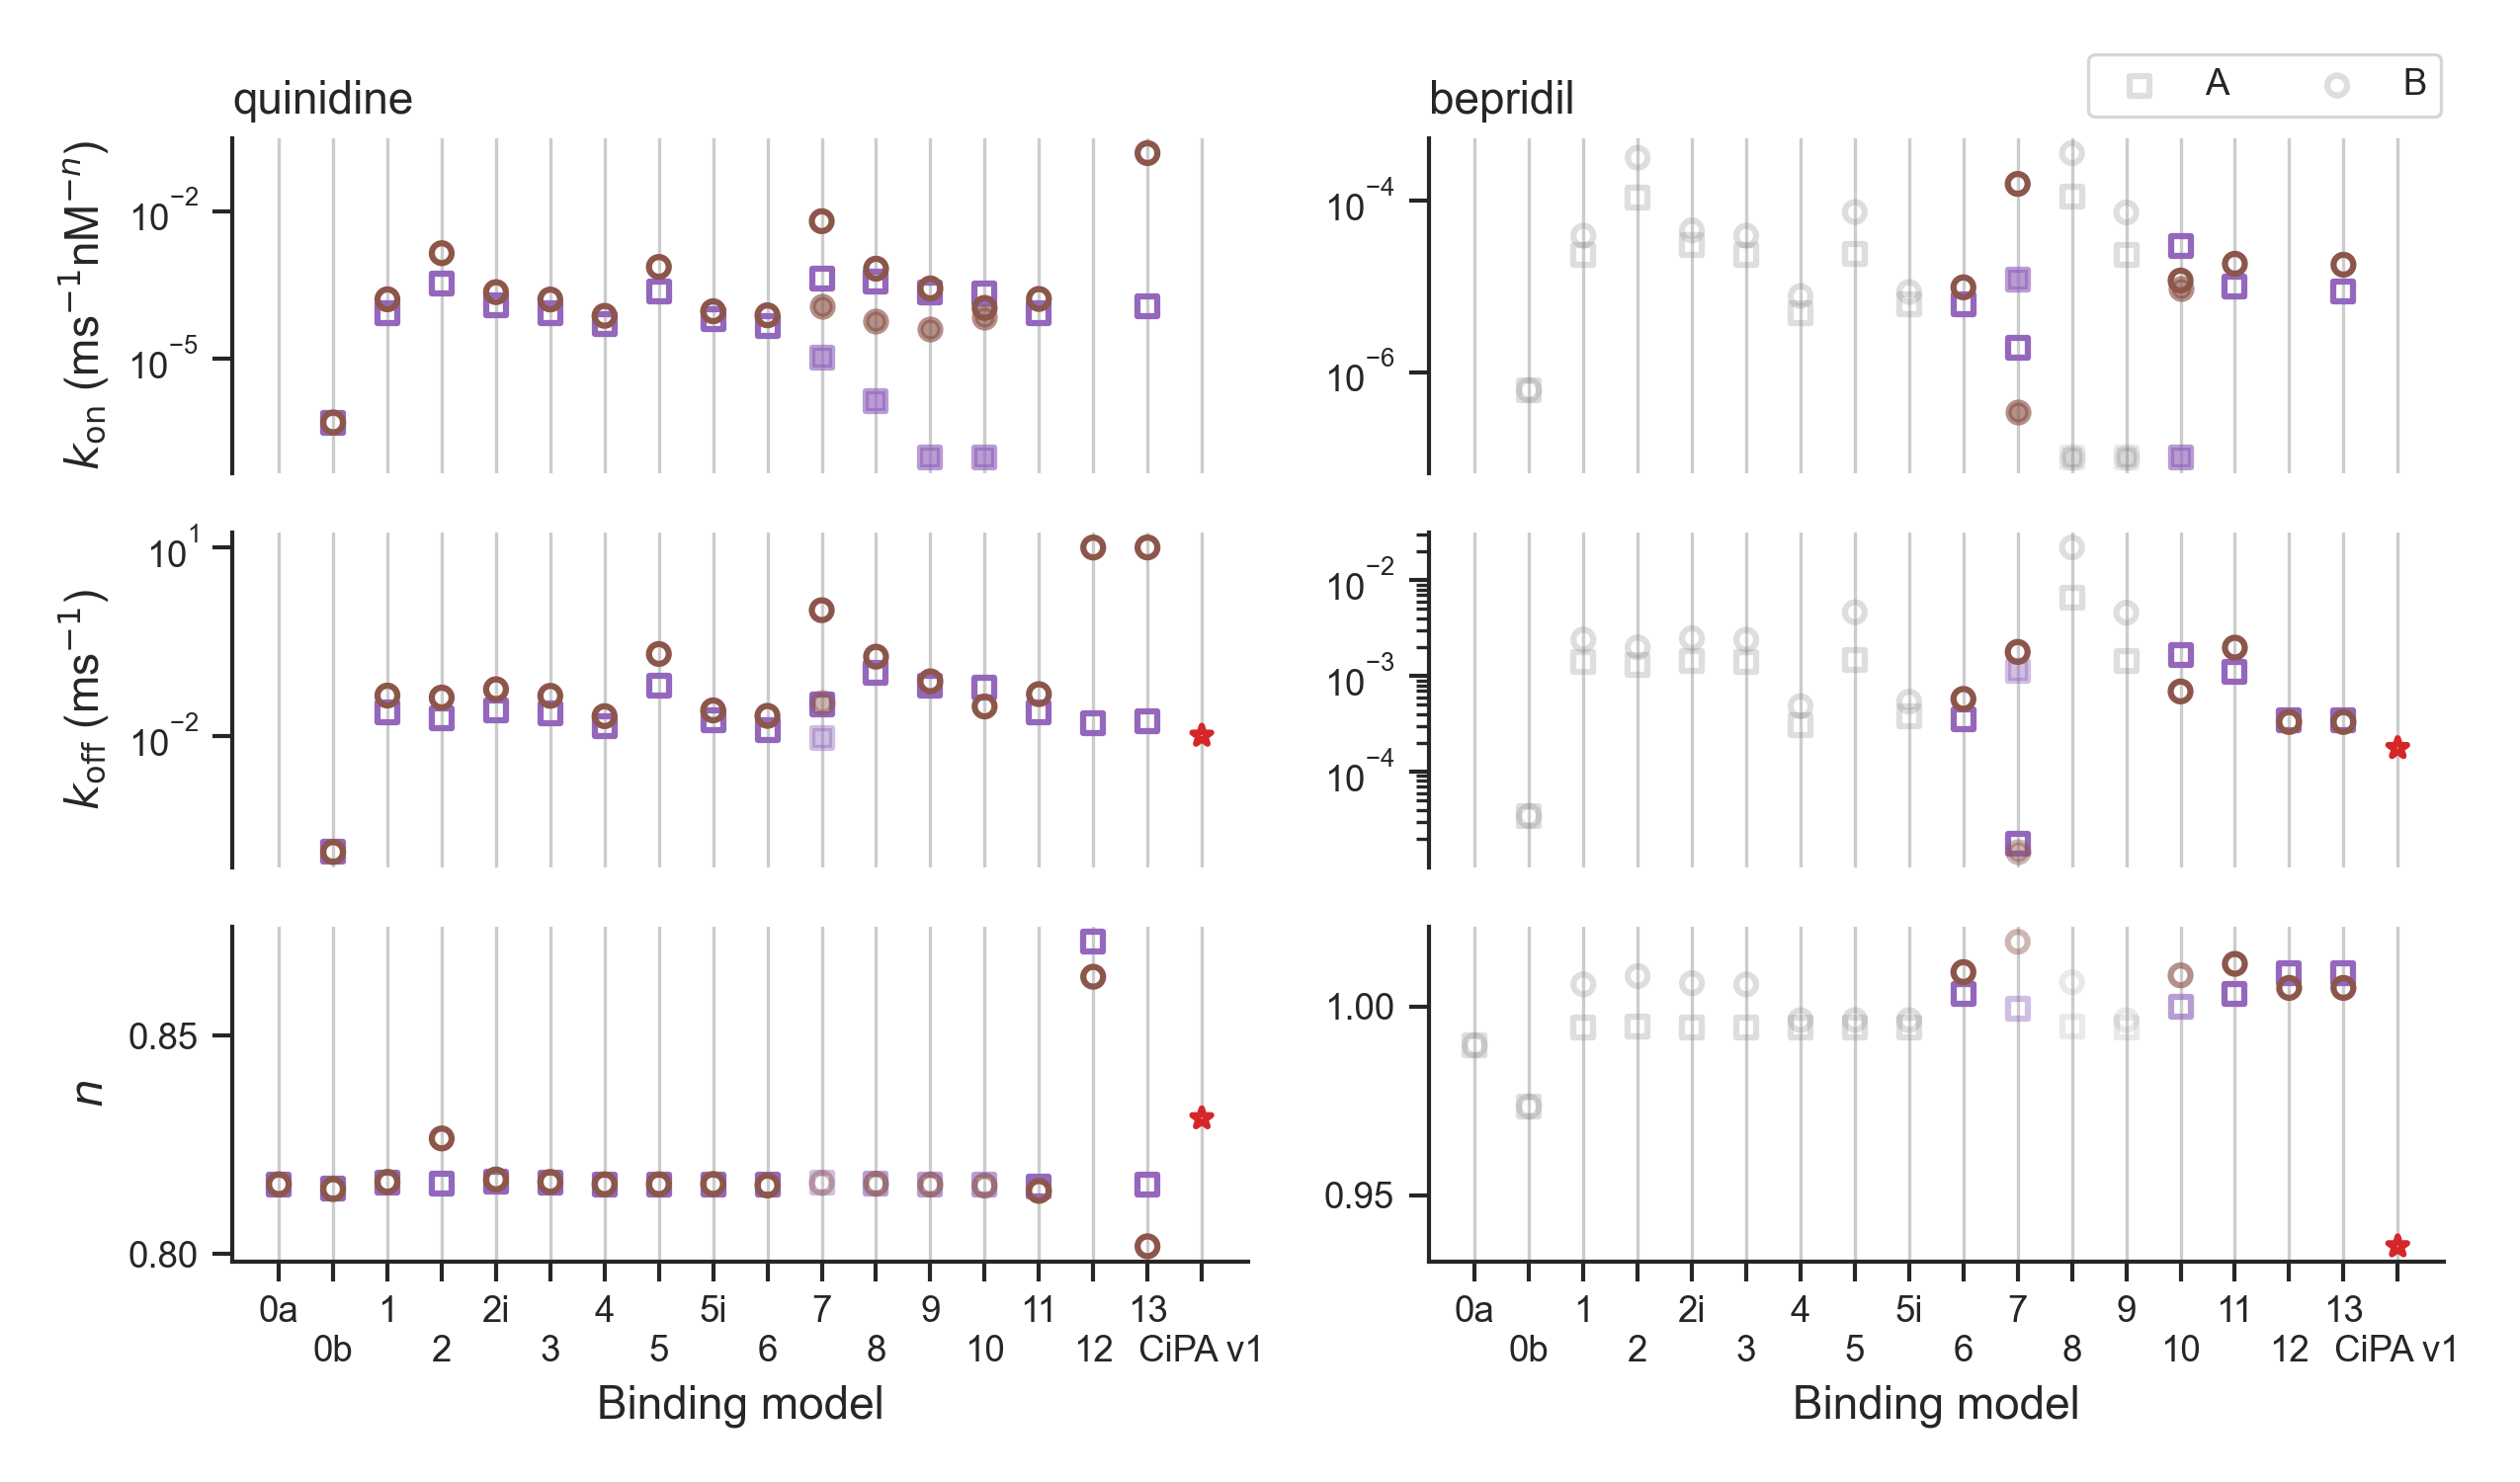 quinidine
bepridil
A B
k_on (ms⁻¹nM⁻ⁿ)
10⁻²
10⁻⁵
10⁻⁴
10⁻⁶
k_off (ms⁻¹)
10¹
10⁻²
10⁻²
10⁻³
10⁻⁴
n
0.85
0.80
1.00
0.95
0a 1 2i 4 5i 7 9 11 13
0b 2 3 5 6 8 10 12 CiPA v1
Binding model
0a 1 2i 4 5i 7 9 11 13
0b 2 3 5 6 8 10 12 CiPA v1
Binding model